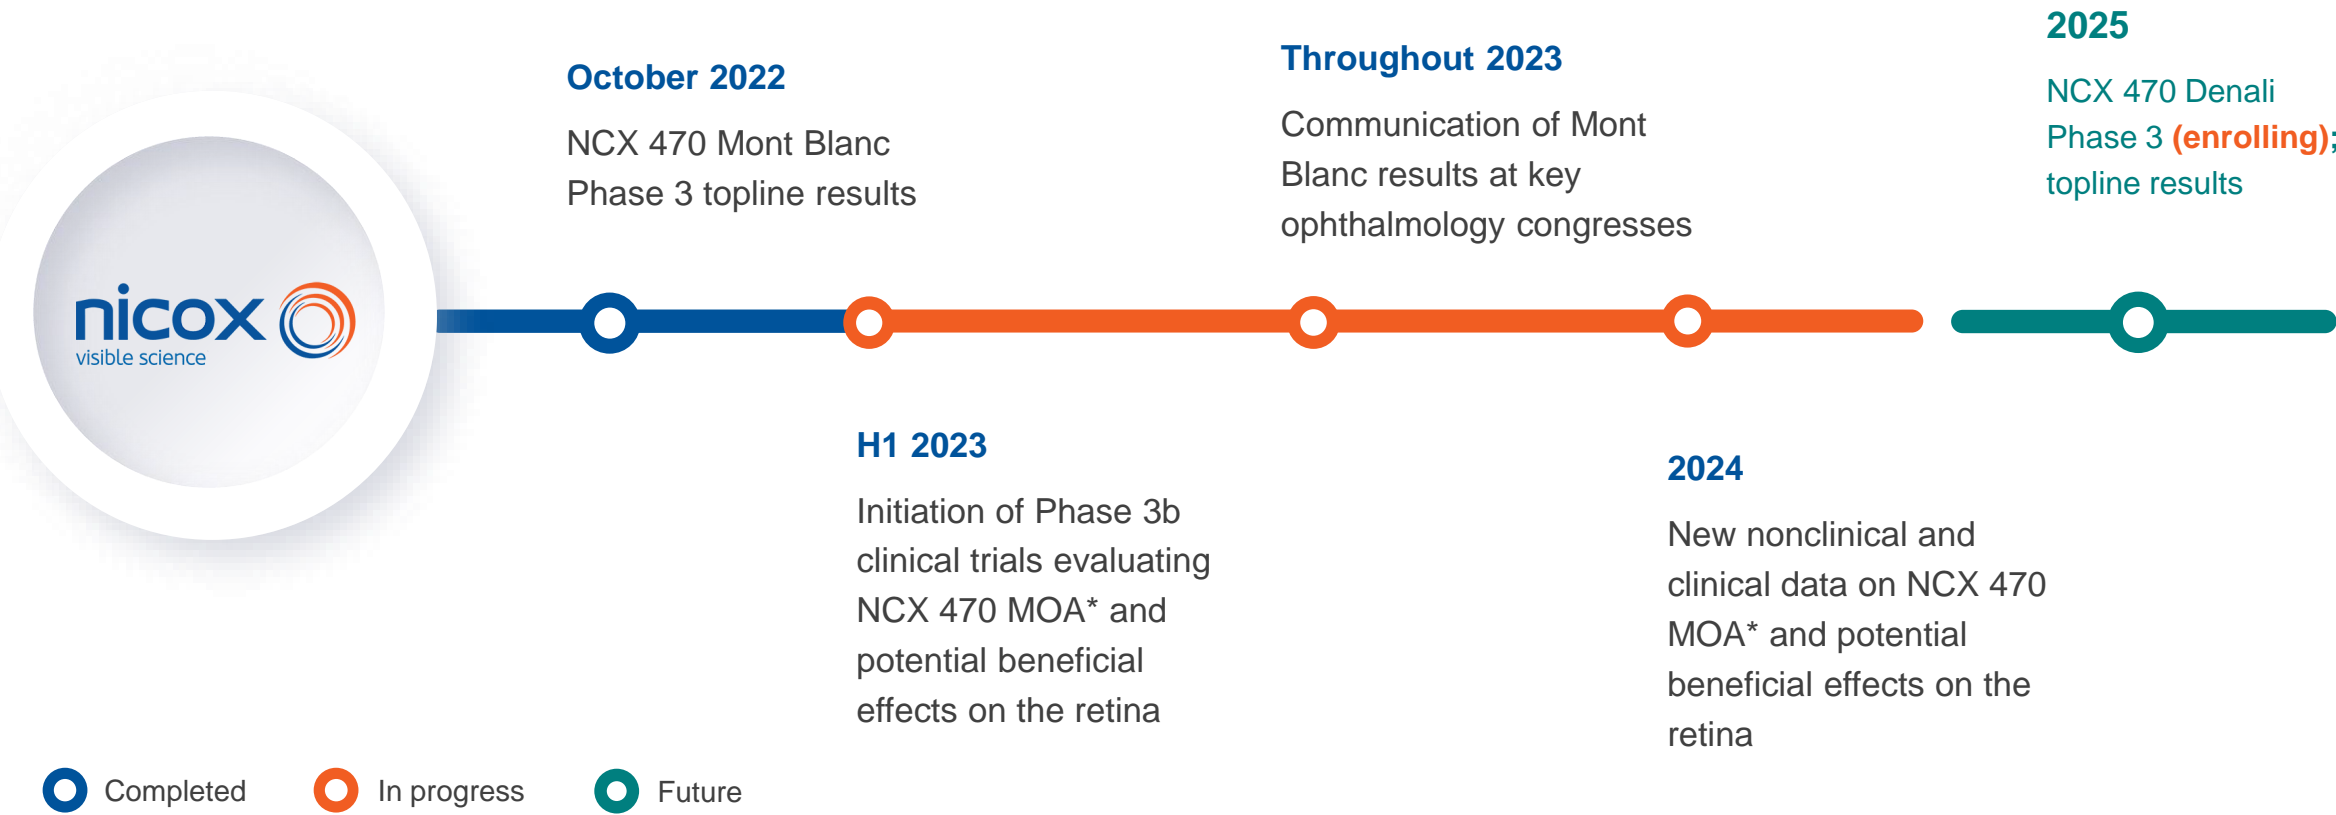 nicox
visible science
October 2022
NCX 470 Mont Blanc
Phase 3 topline results
H1 2023
Initiation of Phase 3b
clinical trials evaluating
NCX 470 MOA* and
potential beneficial
effects on the retina
Throughout 2023
Communication of Mont
Blanc results at key
ophthalmology congresses
2024
New nonclinical and
clinical data on NCX 470
MOA* and potential
beneficial effects on the
retina
2025
NCX 470 Denali
Phase 3 (enrolling);
topline results
Completed
In progress
Future